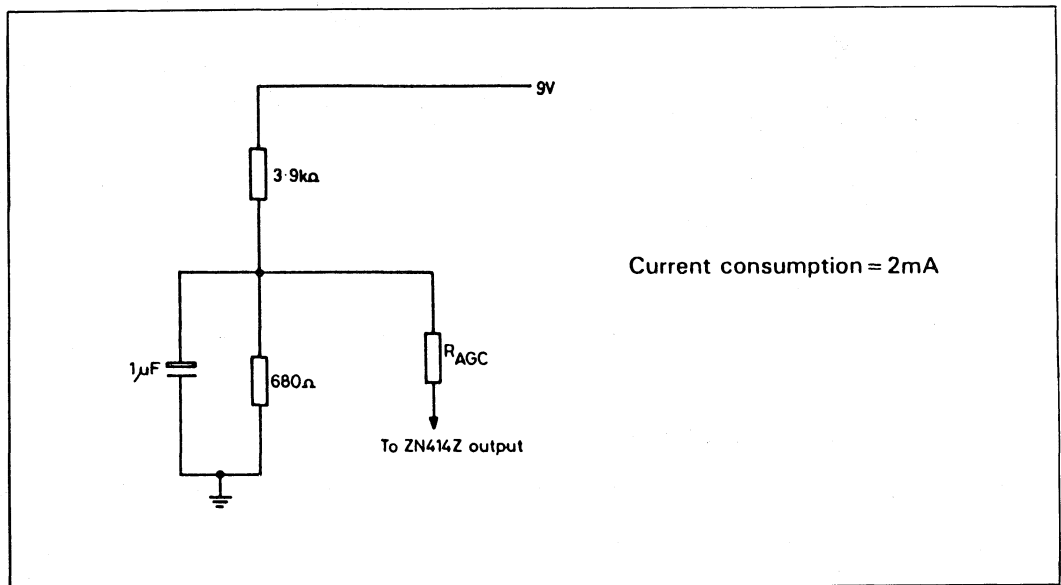 9V
3·9kΩ
Current consumption = 2mA
1μF
680Ω
RAGC
To ZN414Z output